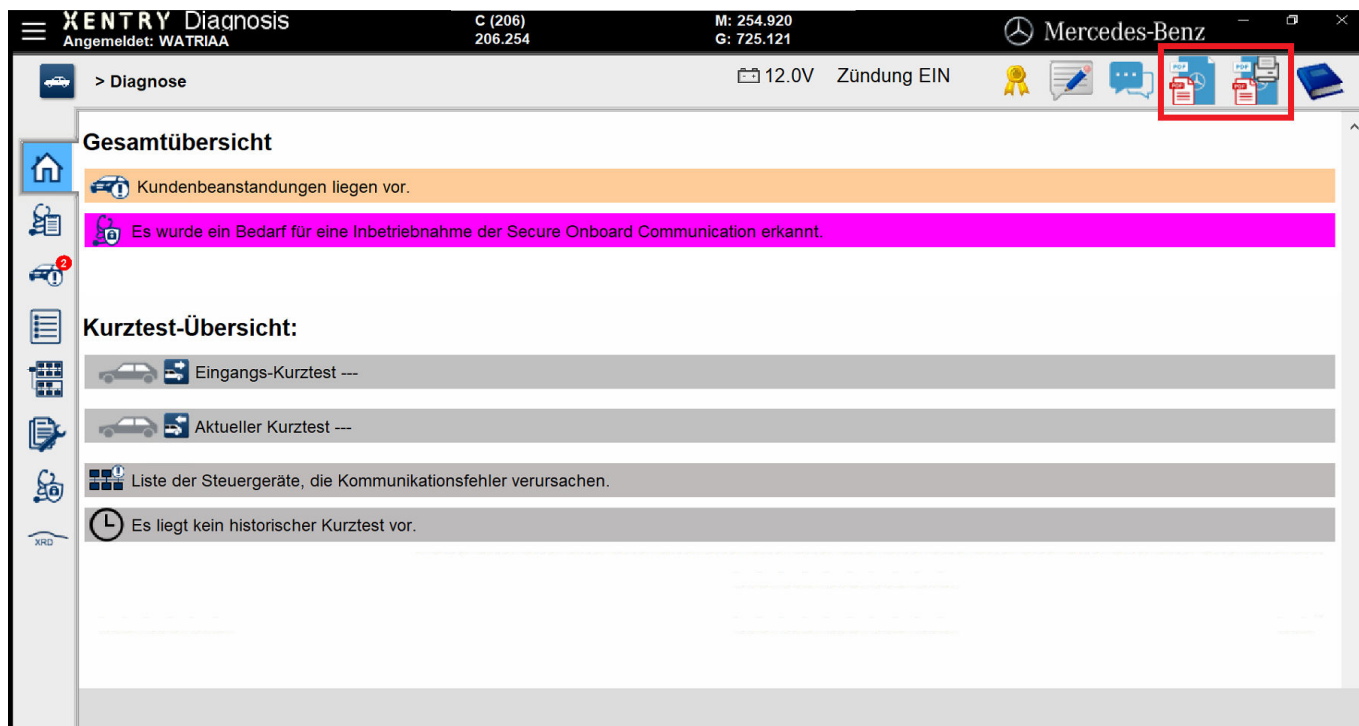 XENTRY Diagnosis
Angemeldet: WATRIAA
C (206)
206.254
M: 254.920
G: 725.121
Mercedes-Benz
> Diagnose
12.0V
Zündung EIN
PDF
PDF
PDF
PDF
Gesamtübersicht
Kundenbeanstandungen liegen vor.
Es wurde ein Bedarf für eine Inbetriebnahme der Secure Onboard Communication erkannt.
2
Kurztest-Übersicht:
Eingangs-Kurztest ---
Aktueller Kurztest ---
Liste der Steuergeräte, die Kommunikationsfehler verursachen.
Es liegt kein historischer Kurztest vor.
XRD